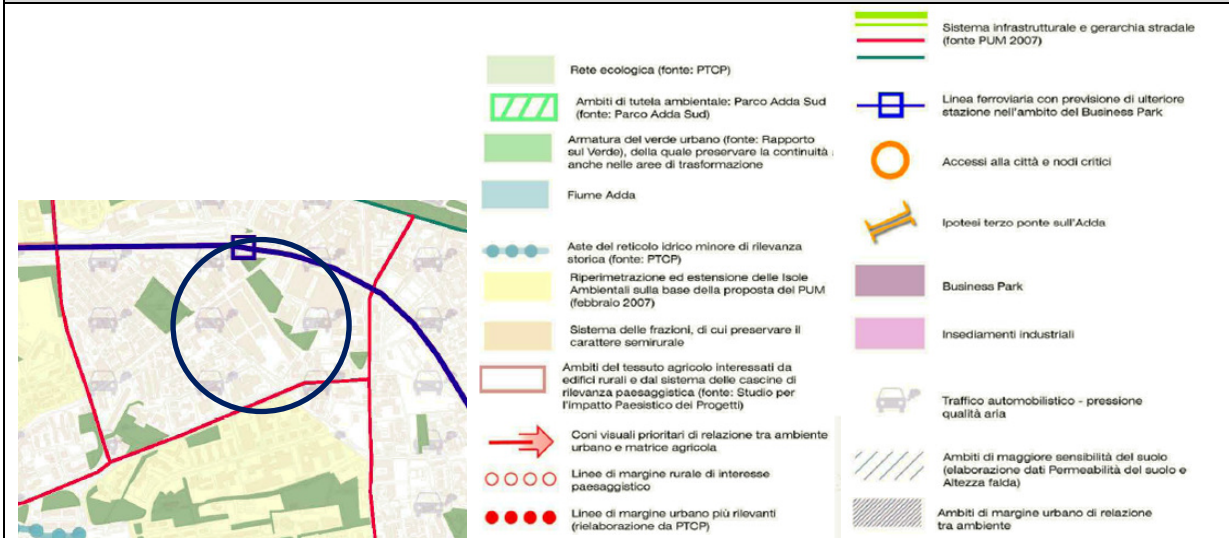 Rete ecologica (fonte: PTCP)
Ambiti di tutela ambientale: Parco Adda Sud
(fonte: Parco Adda Sud)
Armatura del verde urbano (fonte: Rapporto
sul Verde), della quale preservare la continuità
anche nelle aree di trasformazione
Fiume Adda
Aste del reticolo idrico minore di rilevanza
storica (fonte: PTCP)
Riperimetrazione ed estensione delle Isole
Ambientali sulla base della proposta del PUM
(febbraio 2007)
Sistema delle frazioni, di cui preservare il
carattere semirurale
Ambiti del tessuto agricolo interessati da
edifici rurali e dal sistema delle cascine di
rilevanza paesaggistica (fonte: Studio per
l'Impatto Paesistico dei Progetti)
Coni visuali prioritari di relazione tra ambiente
urbano e matrice agricola
Linee di margine rurale di interesse
paesaggistico
Linee di margine urbano più rilevanti
(rielaborazione da PTCP)
Sistema infrastrutturale e gerarchia stradale
(fonte PUM 2007)
Linea ferroviaria con previsione di ulteriore
stazione nell'ambito del Business Park
Accessi alla città e nodi critici
Ipotesi terzo ponte sull'Adda
Business Park
Insediamenti industriali
Traffico automobilistico - pressione
qualità aria
Ambiti di maggiore sensibilità del suolo
(elaborazione dati Permeabilità del suolo e
Altezza falda)
Ambiti di margine urbano di relazione
tra ambiente